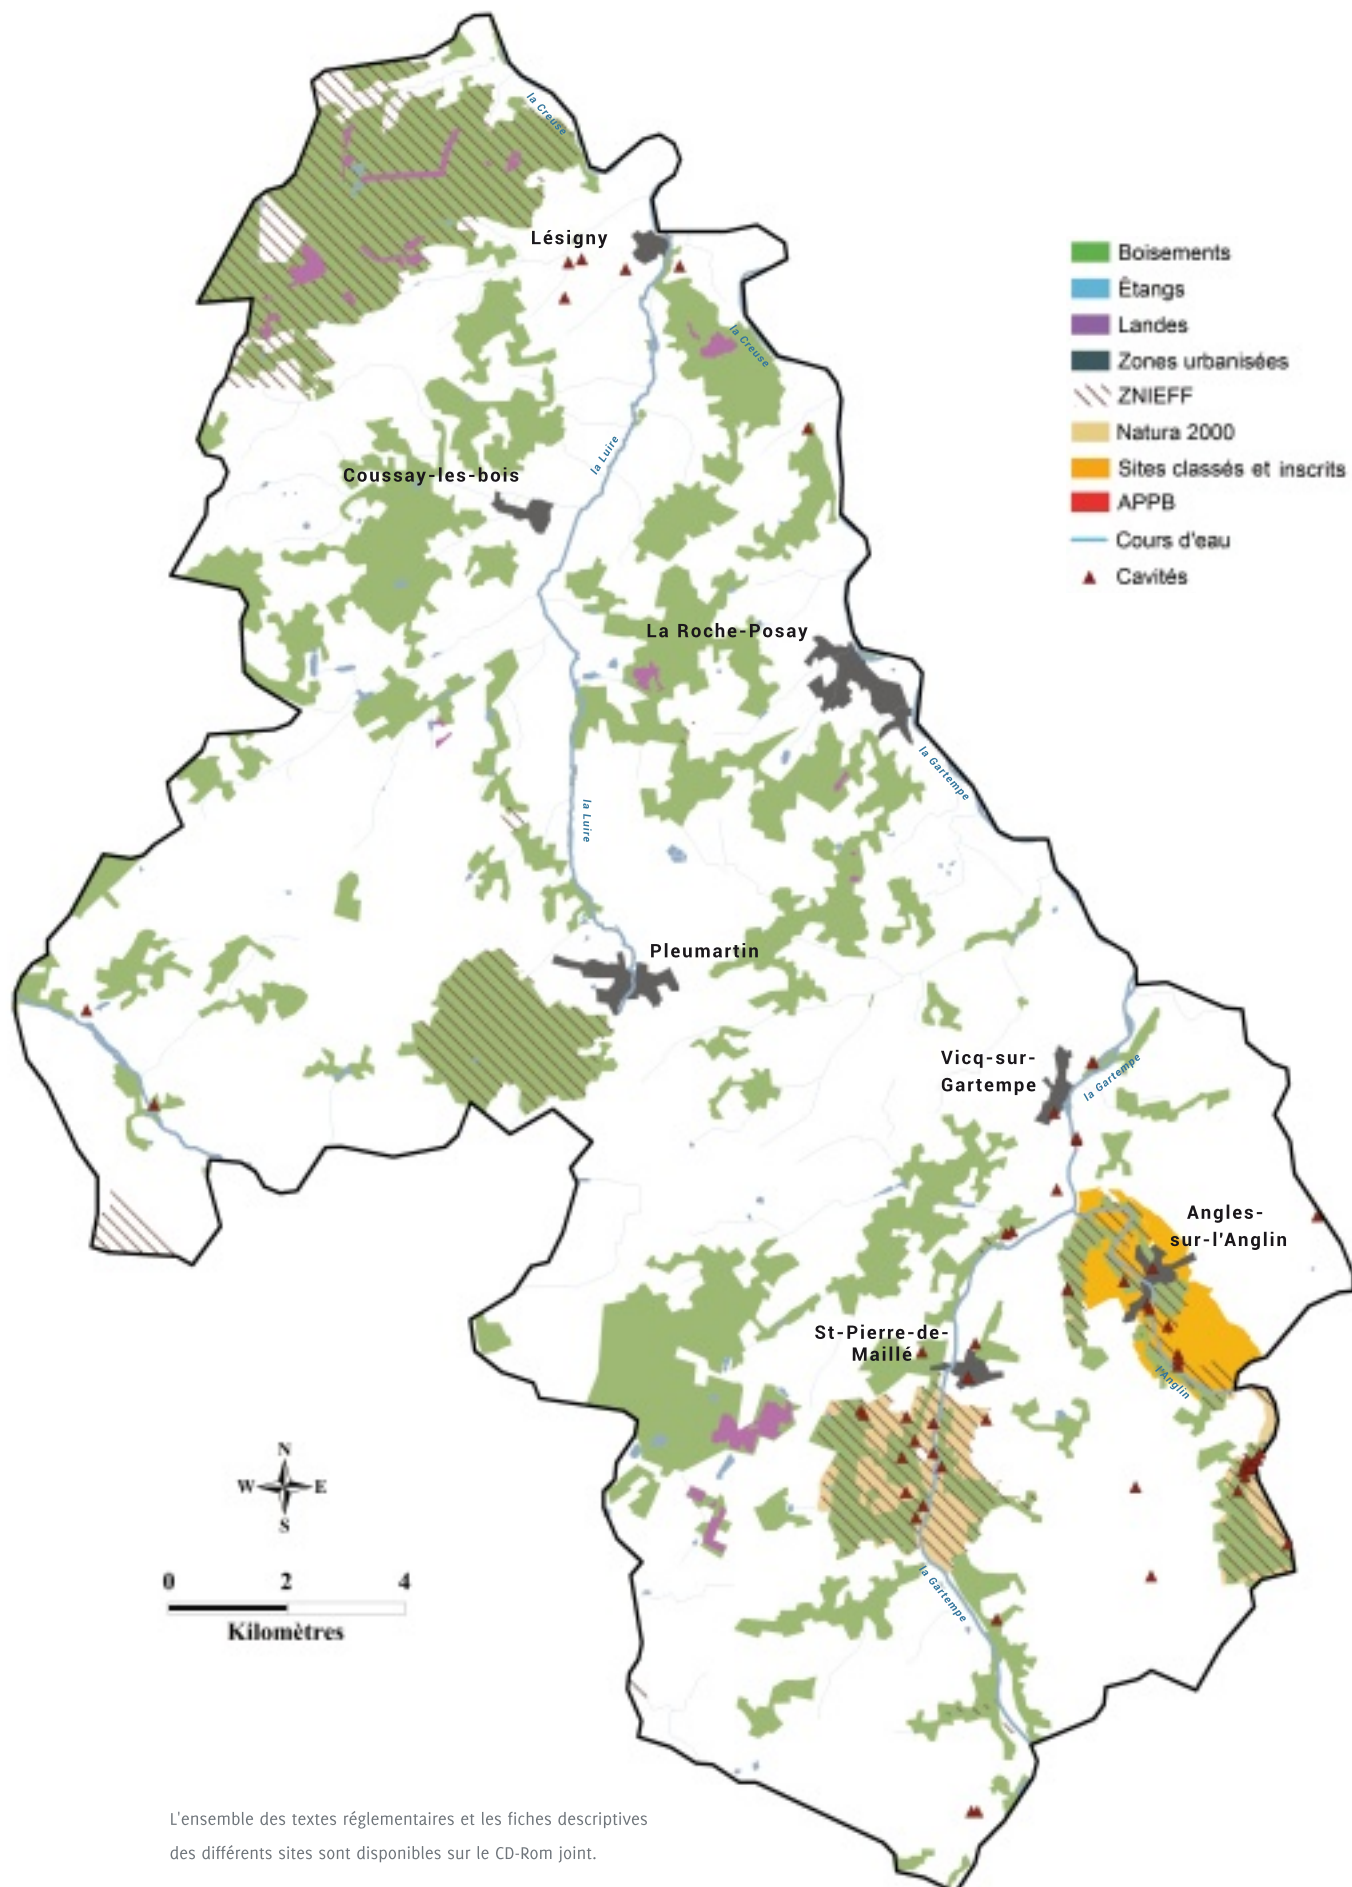 la Creuse
Lésigny
Boisements
Étangs
Landes
la Creuse
Zones urbanisées
ZNIEFF
Natura 2000
la Luire
Sites classés et inscrits
Coussay-les-bois
APPB
Cours d'eau
Cavités
La Roche-Posay
la Gartempe
la Luire
Pleumartin
Vicq-sur-
Gartempe
la Gartempe
Angles-
sur-l'Anglin
St-Pierre-de-
Maillé
l'Anglin
N
W E
S
0 2 4
Kilomètres
la Gartempe
L'ensemble des textes réglementaires et les fiches descriptives
des différents sites sont disponibles sur le CD-Rom joint.